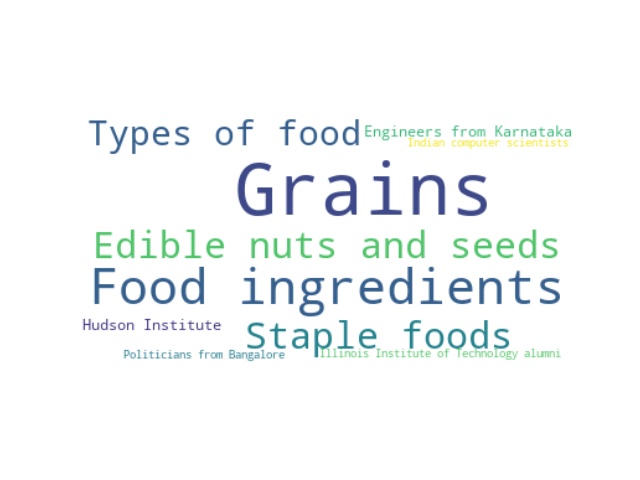 Types of food
Engineers from Karnataka
Indian computer scientists
Grains
Edible nuts and seeds
Food ingredients
Hudson Institute
Staple foods
Politicians from Bangalore
Illinois Institute of Technology alumni